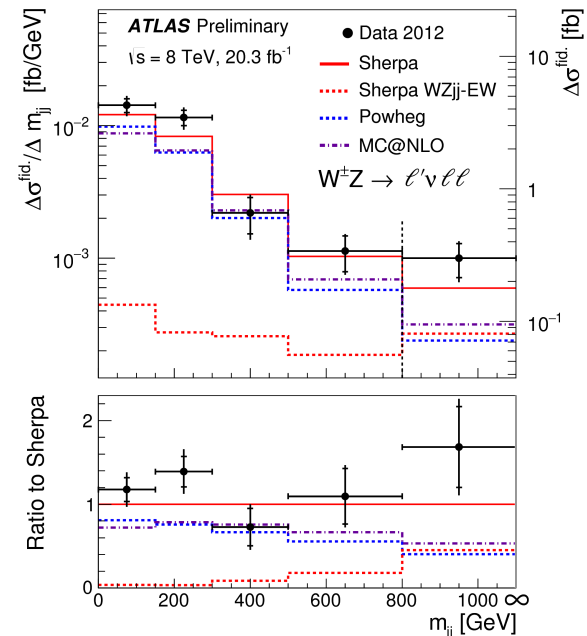 ATLAS Preliminary
√s = 8 TeV, 20.3 fb⁻¹
Data 2012
Sherpa
Sherpa WZjj-EW
Powheg
MC@NLO
W±Z → ℓ′ν ℓℓ
Δσ^fid./Δ m_jj [fb/GeV]
10⁻²
10⁻³
Δσ^fid. [fb]
10
1
10⁻¹
Ratio to Sherpa
2
1
0
0 200 400 600 800 1000 ∞
m_jj [GeV]